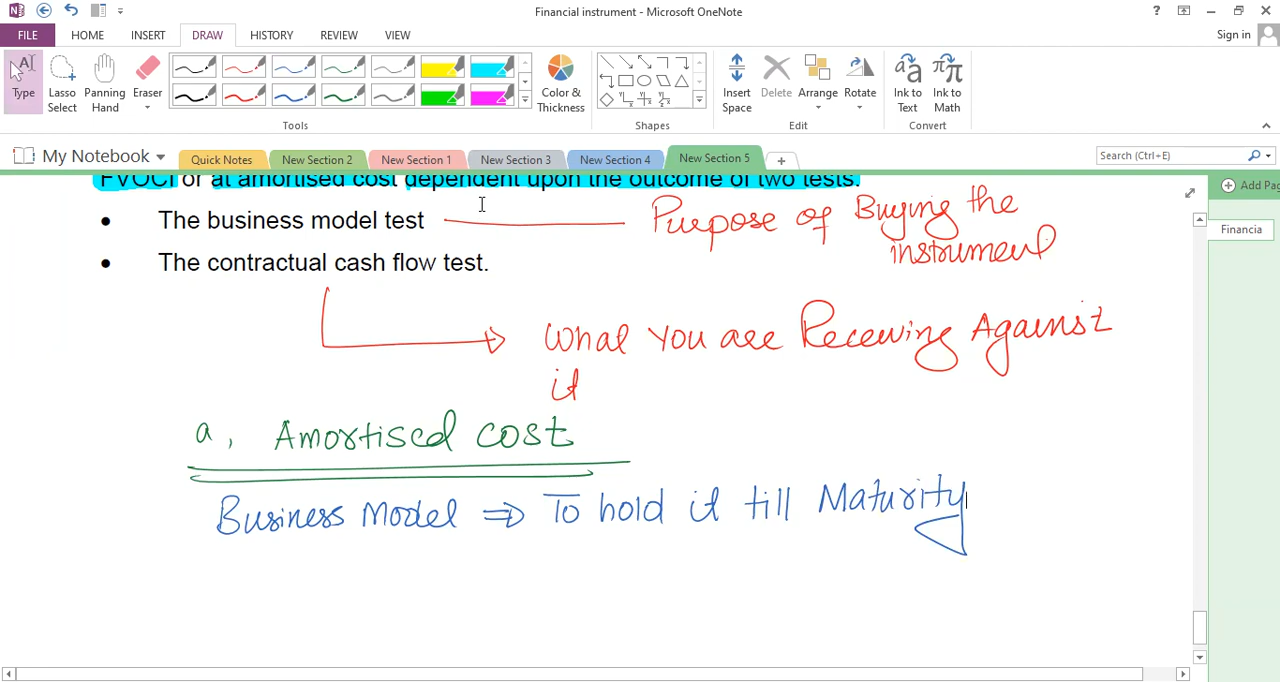 Financial instrument - Microsoft OneNote
FILE HOME INSERT DRAW HISTORY REVIEW VIEW Sign in
Type Lasso Select Panning Hand Eraser Color & Thickness Insert Space Delete Arrange Rotate Ink to Text Ink to Math
Tools Shapes Edit Convert
My Notebook Quick Notes New Section 2 New Section 1 New Section 3 New Section 4 New Section 5 Search (Ctrl+E)
Add Pag
Financia
FVOCI or at amortised cost dependent upon the outcome of two tests.
• The business model test Purpose of Buying the
instrument
• The contractual cash flow test.
What You are Receiving Against
it
a, Amortised cost
Business Model ⇒ To hold it till Maturity